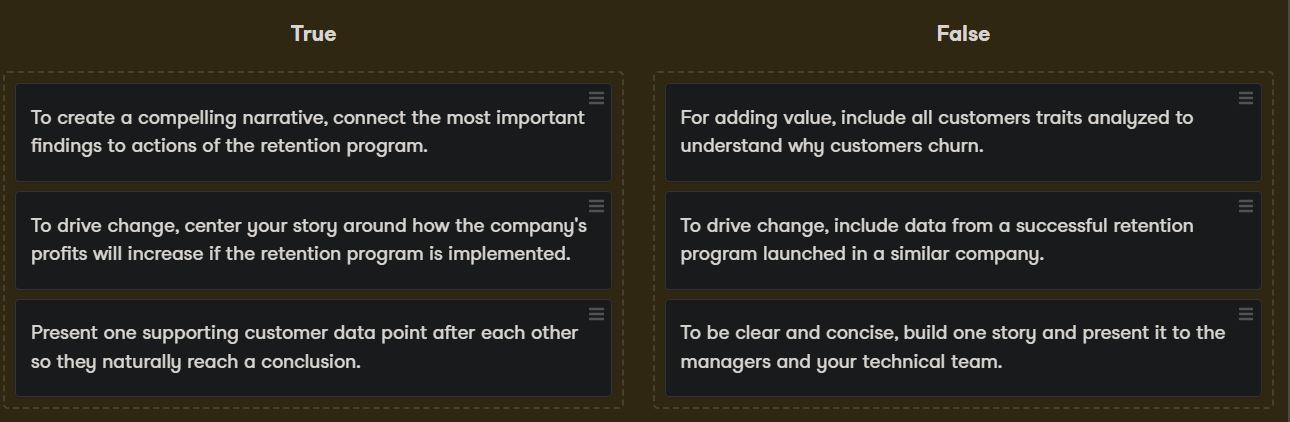 True
To create a compelling narrative, connect the most important
findings to actions of the retention program.
To drive change, center your story around how the company's
profits will increase if the retention program is implemented.
Present one supporting customer data point after each other
so they naturally reach a conclusion.
False
For adding value, include all customers traits analyzed to
understand why customers churn.
To drive change, include data from a successful retention
program launched in a similar company.
To be clear and concise, build one story and present it to the
managers and your technical team.